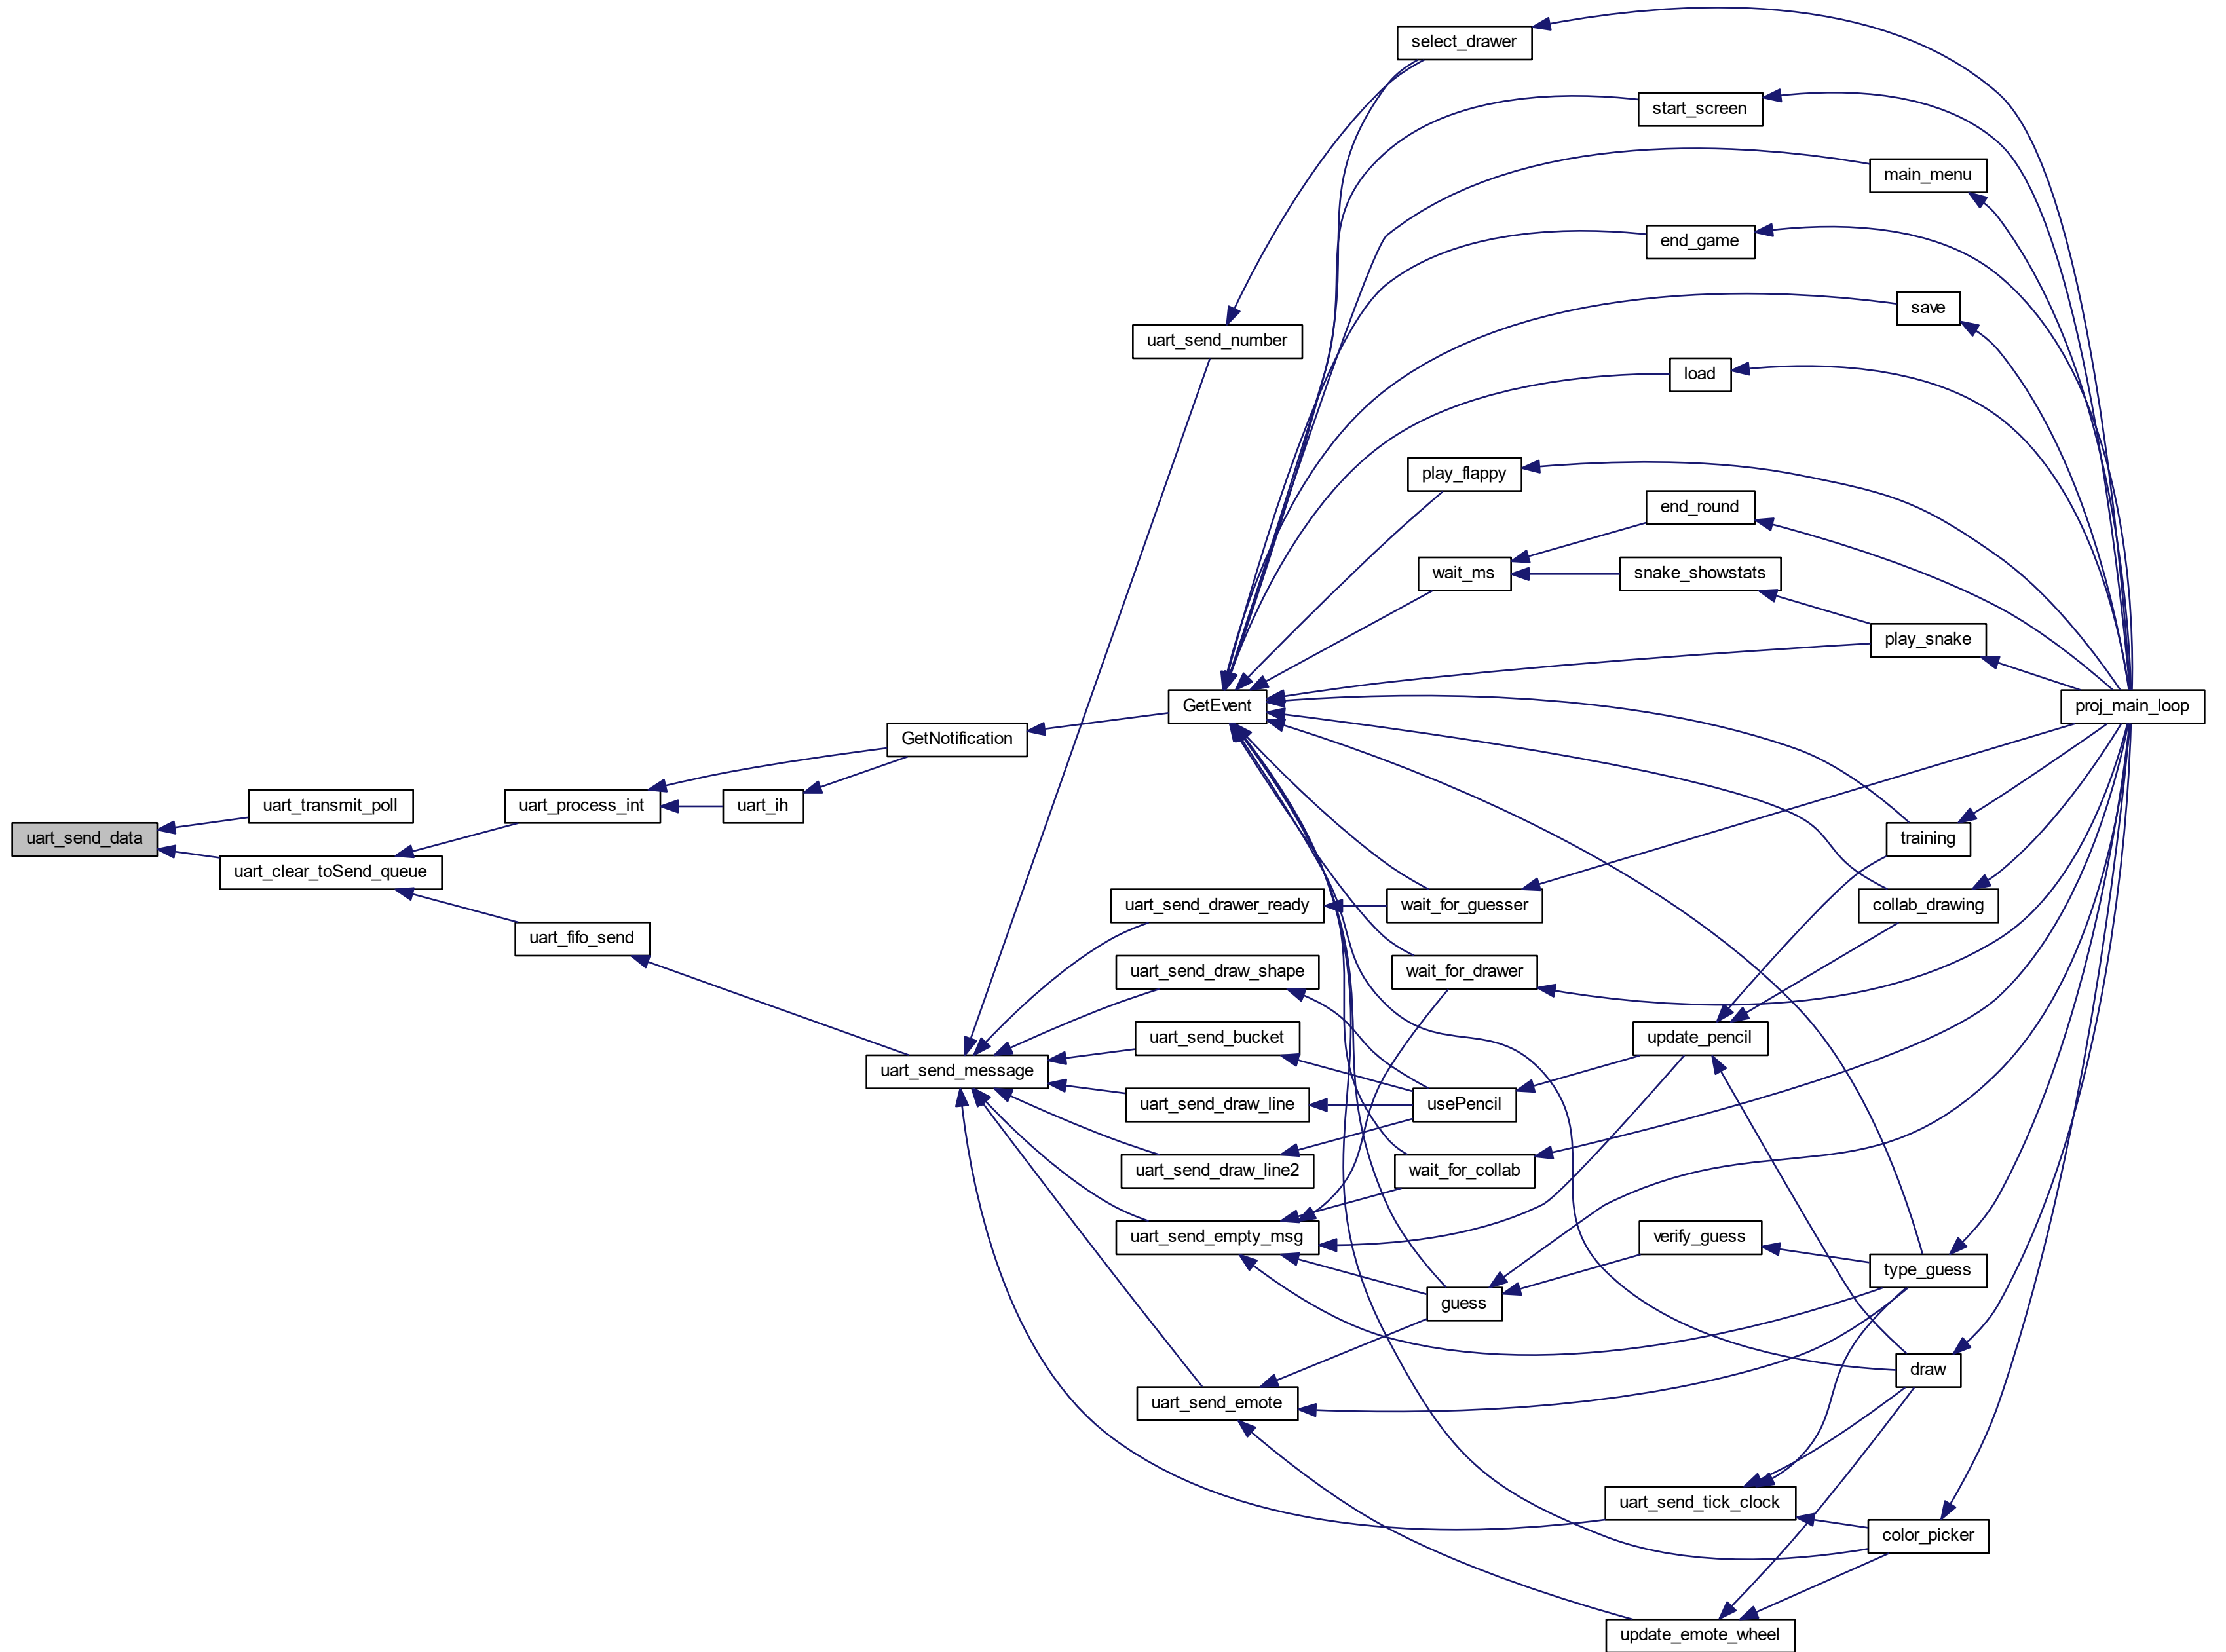 select_drawer
start_screen
main_menu
end_game
save
uart_send_number
load
play_flappy
end_round
wait_ms
snake_showstats
play_snake
GetEvent
proj_main_loop
GetNotification
uart_transmit_poll
uart_process_int
uart_ih
uart_send_data
training
uart_clear_toSend_queue
uart_send_drawer_ready
wait_for_guesser
collab_drawing
uart_fifo_send
uart_send_draw_shape
wait_for_drawer
uart_send_bucket
update_pencil
uart_send_message
uart_send_draw_line
usePencil
uart_send_draw_line2
wait_for_collab
uart_send_empty_msg
verify_guess
type_guess
guess
draw
uart_send_emote
uart_send_tick_clock
color_picker
update_emote_wheel